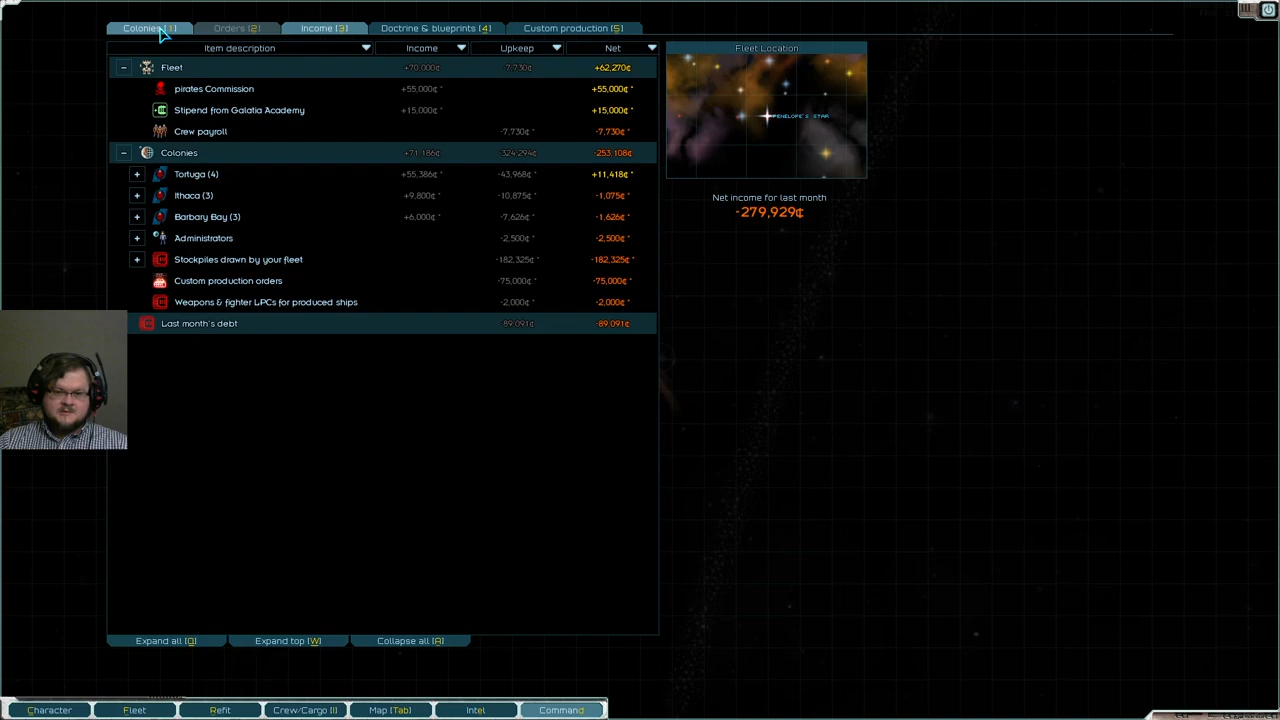 Colonies [1] Orders [2] Income [3] Doctrine & blueprints [4] Custom production [5]
Item description Income Upkeep Net
Fleet +70,000¢ -7,730¢ +62,270¢
pirates Commission +55,000¢ * +55,000¢ *
Stipend from Galatia Academy +15,000¢ * +15,000¢ *
Crew payroll -7,730¢ * -7,730¢ *
Colonies +71,186¢ -324,294¢ -253,108¢
Tortuga (4) +55,386¢ * -43,968¢ * +11,418¢ *
Ithaca (3) +9,800¢ * -10,875¢ * -1,075¢ *
Barbary Bay (3) +6,000¢ * -7,626¢ * -1,626¢ *
Administrators -2,500¢ * -2,500¢ *
Stockpiles drawn by your fleet -182,325¢ * -182,325¢ *
Custom production orders -75,000¢ * -75,000¢ *
Weapons & fighter LPCs for produced ships -2,000¢ * -2,000¢ *
Last month's debt -89,091¢ -89,091¢
Fleet Location
PENELOPE'S STAR
Net income for last month
-279,929¢
Expand all [Q] Expand top [W] Collapse all [A]
Character Fleet Refit Crew/Cargo [I] Map [Tab] Intel Command